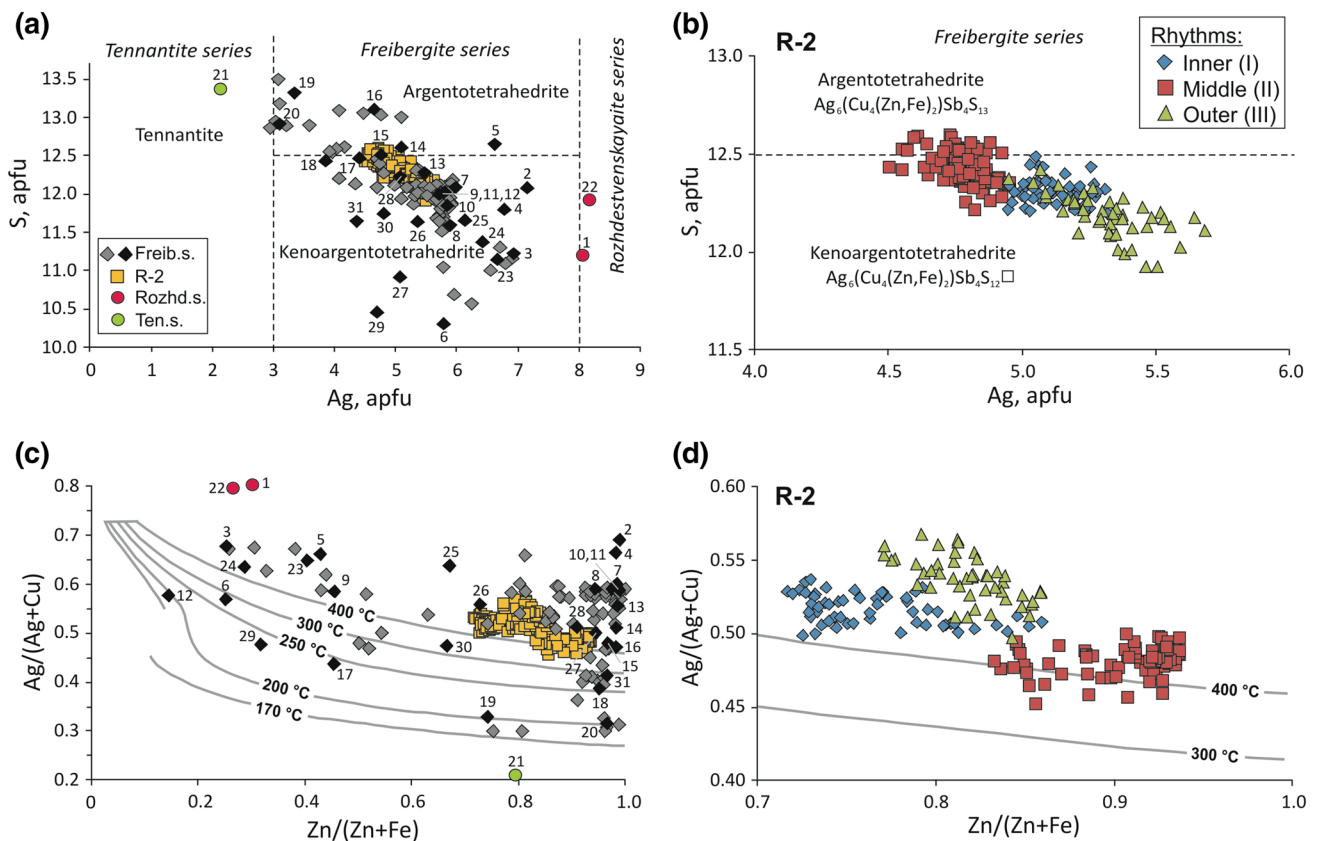 (a)
Tennantite series
Freibergite series
Rozhdestvenskayaite series
13.5
13.0
12.5
12.0
11.5
11.0
10.5
10.0
S, apfu
21
19
20
16
Argentotetrahedrite
Tennantite
5
15
14
18
17
13
7
2
22
9,11,12
28
31
10
4
30
26
8
25
24
Kenoargentotetrahedrite
3
1
23
27
29
6
Freib.s.
R-2
Rozhd.s.
Ten.s.
0 1 2 3 4 5 6 7 8 9
Ag, apfu
(b)
R-2
Freibergite series
Rhythms:
Inner (I)
Middle (II)
Outer (III)
Argentotetrahedrite
Ag₆(Cu₄(Zn,Fe)₂)Sb₄S₁₃
13.0
12.5
12.0
11.5
S, apfu
Kenoargentotetrahedrite
Ag₆(Cu₄(Zn,Fe)₂)Sb₄S₁₂□
4.0 4.5 5.0 5.5 6.0
Ag, apfu
(c)
0.8
0.7
0.6
0.5
0.4
0.3
0.2
Ag/(Ag+Cu)
22
1
3
5
25
10,11
2
4
24
23
8
7
6
9
12
26
13
400 °C
28
300 °C
14
29
250 °C
30
16
17
27
15
31
200 °C
19
18
170 °C
20
21
0 0.2 0.4 0.6 0.8 1.0
Zn/(Zn+Fe)
(d)
R-2
0.60
0.55
0.50
0.45
0.40
Ag/(Ag+Cu)
400 °C
300 °C
0.7 0.8 0.9 1.0
Zn/(Zn+Fe)